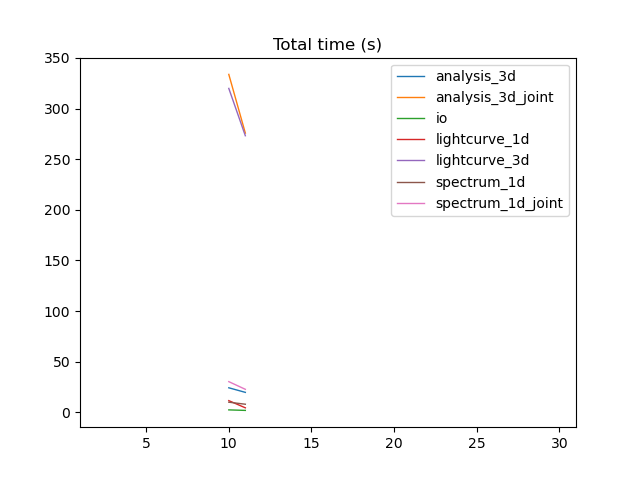 Total time (s)
350
300
250
200
150
100
50
0
5 10 15 20 25 30
analysis_3d
analysis_3d_joint
io
lightcurve_1d
lightcurve_3d
spectrum_1d
spectrum_1d_joint